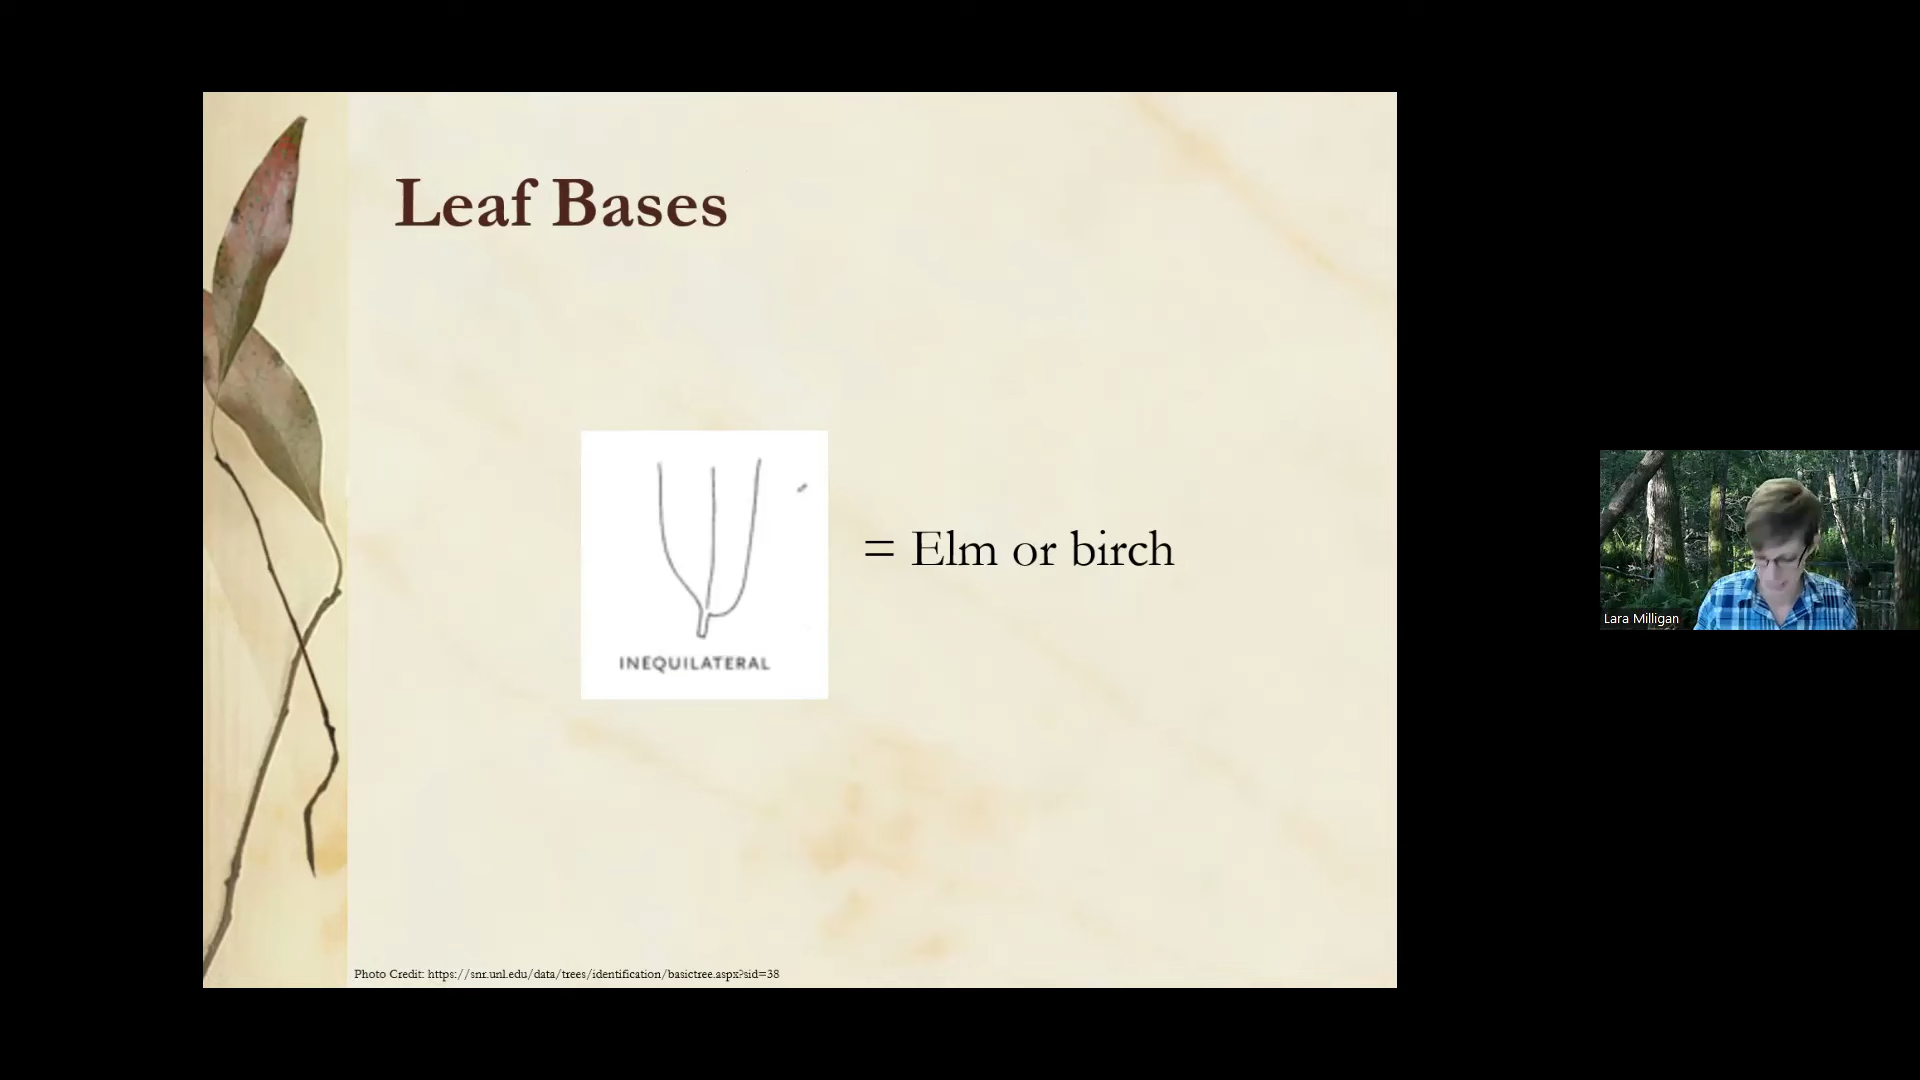 Leaf Bases
= Elm or birch
INEQUILATERAL
Lara Milligan
Photo Credit: https://snr.unl.edu/data/trees/identification/basictree.aspx?sid=38